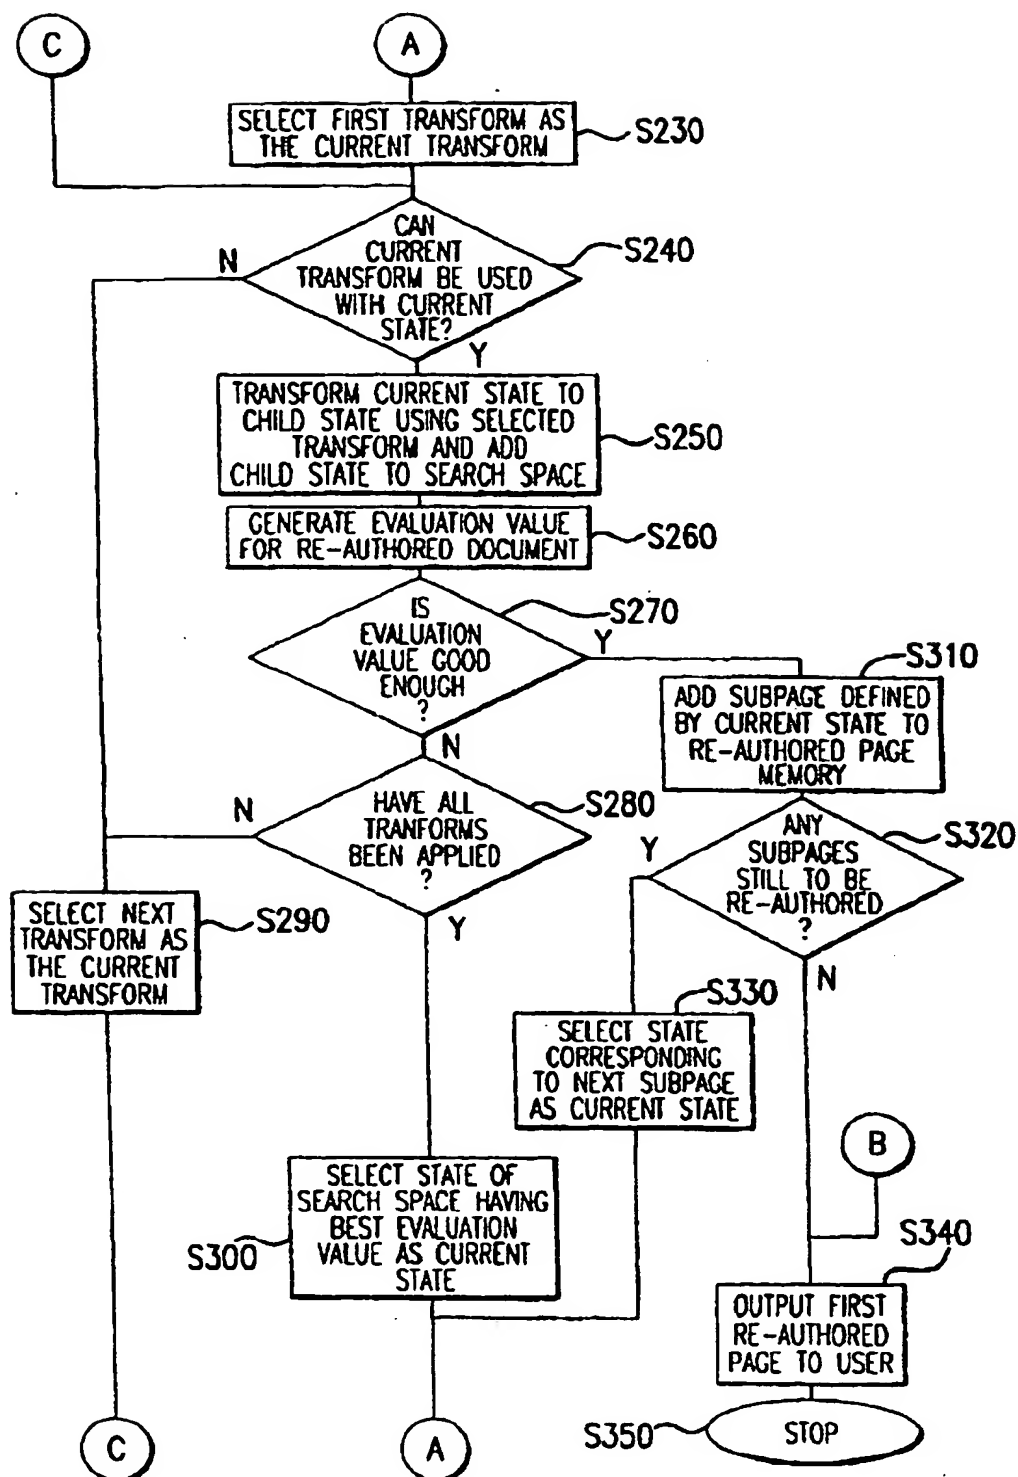 C
A
SELECT FIRST TRANSFORM AS
THE CURRENT TRANSFORM
S230
CAN
CURRENT
TRANSFORM BE USED
WITH CURRENT
STATE?
S240
N
Y
TRANSFORM CURRENT STATE TO
CHILD STATE USING SELECTED
TRANSFORM AND ADD
CHILD STATE TO SEARCH SPACE
S250
GENERATE EVALUATION VALUE
FOR RE-AUTHORED DOCUMENT
S260
IS
EVALUATION
VALUE GOOD
ENOUGH
?
S270
Y
N
ADD SUBPAGE DEFINED
BY CURRENT STATE TO
RE-AUTHORED PAGE
MEMORY
S310
HAVE ALL
TRANFORMS
BEEN APPLIED
?
S280
N
Y
ANY
SUBPAGES
STILL TO BE
RE-AUTHORED
?
S320
Y
N
SELECT NEXT
TRANSFORM AS
THE CURRENT
TRANSFORM
S290
SELECT STATE
CORRESPONDING
TO NEXT SUBPAGE
AS CURRENT STATE
S330
B
SELECT STATE OF
SEARCH SPACE HAVING
BEST EVALUATION
VALUE AS CURRENT
STATE
S300
OUTPUT FIRST
RE-AUTHORED
PAGE TO USER
S340
STOP
S350
C
A